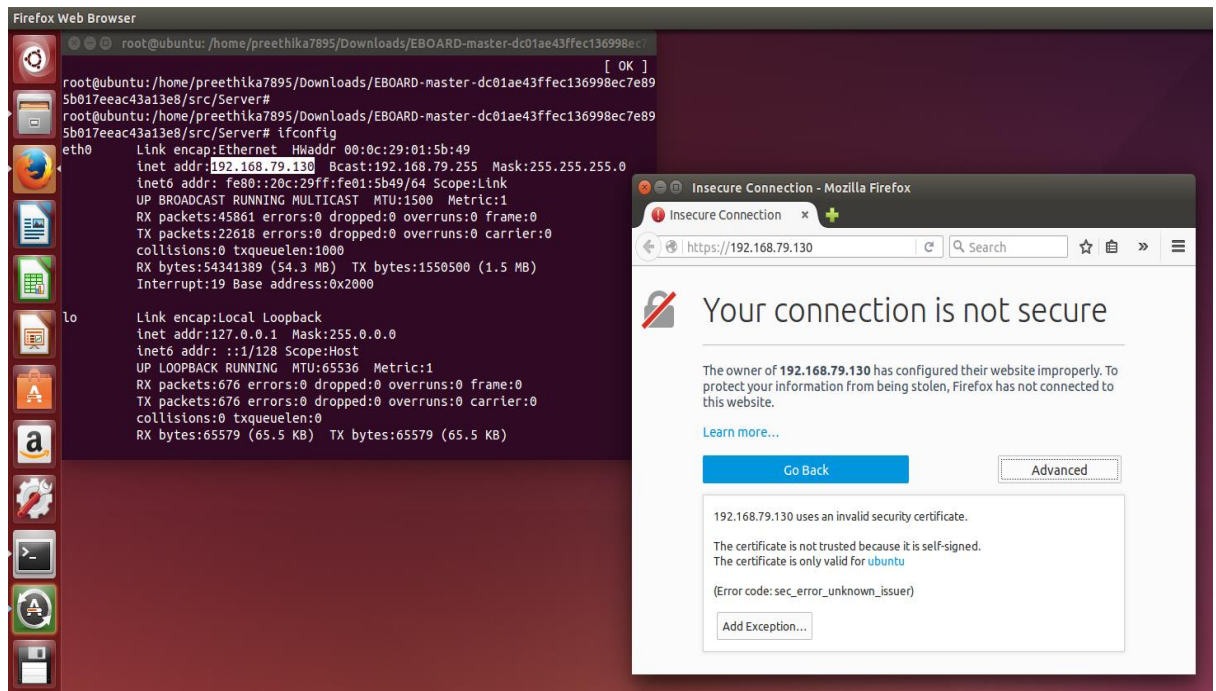 Firefox Web Browser
root@ubuntu: /home/preethika7895/Downloads/EBOARD-master-dc01ae43ffec136998ec7
[ OK ]
root@ubuntu:/home/preethika7895/Downloads/EBOARD-master-dc01ae43ffec136998ec7e89
5b017eeac43a13e8/src/Server#
root@ubuntu:/home/preethika7895/Downloads/EBOARD-master-dc01ae43ffec136998ec7e89
5b017eeac43a13e8/src/Server# ifconfig
eth0 Link encap:Ethernet HWaddr 00:0c:29:01:5b:49
inet addr:192.168.79.130 Bcast:192.168.79.255 Mask:255.255.255.0
inet6 addr: fe80::20c:29ff:fe01:5b49/64 Scope:Link
UP BROADCAST RUNNING MULTICAST MTU:1500 Metric:1
RX packets:45861 errors:0 dropped:0 overruns:0 frame:0
TX packets:22618 errors:0 dropped:0 overruns:0 carrier:0
collisions:0 txqueuelen:1000
RX bytes:54341389 (54.3 MB) TX bytes:1550500 (1.5 MB)
Interrupt:19 Base address:0x2000
lo Link encap:Local Loopback
inet addr:127.0.0.1 Mask:255.0.0.0
inet6 addr: ::1/128 Scope:Host
UP LOOPBACK RUNNING MTU:65536 Metric:1
RX packets:676 errors:0 dropped:0 overruns:0 frame:0
TX packets:676 errors:0 dropped:0 overruns:0 carrier:0
collisions:0 txqueuelen:0
RX bytes:65579 (65.5 KB) TX bytes:65579 (65.5 KB)
Insecure Connection - Mozilla Firefox
Insecure Connection
https://192.168.79.130
Search
Your connection is not secure
The owner of 192.168.79.130 has configured their website improperly. To
protect your information from being stolen, Firefox has not connected to
this website.
Learn more…
Go Back
Advanced
192.168.79.130 uses an invalid security certificate.
The certificate is not trusted because it is self-signed.
The certificate is only valid for ubuntu
(Error code: sec_error_unknown_issuer)
Add Exception…